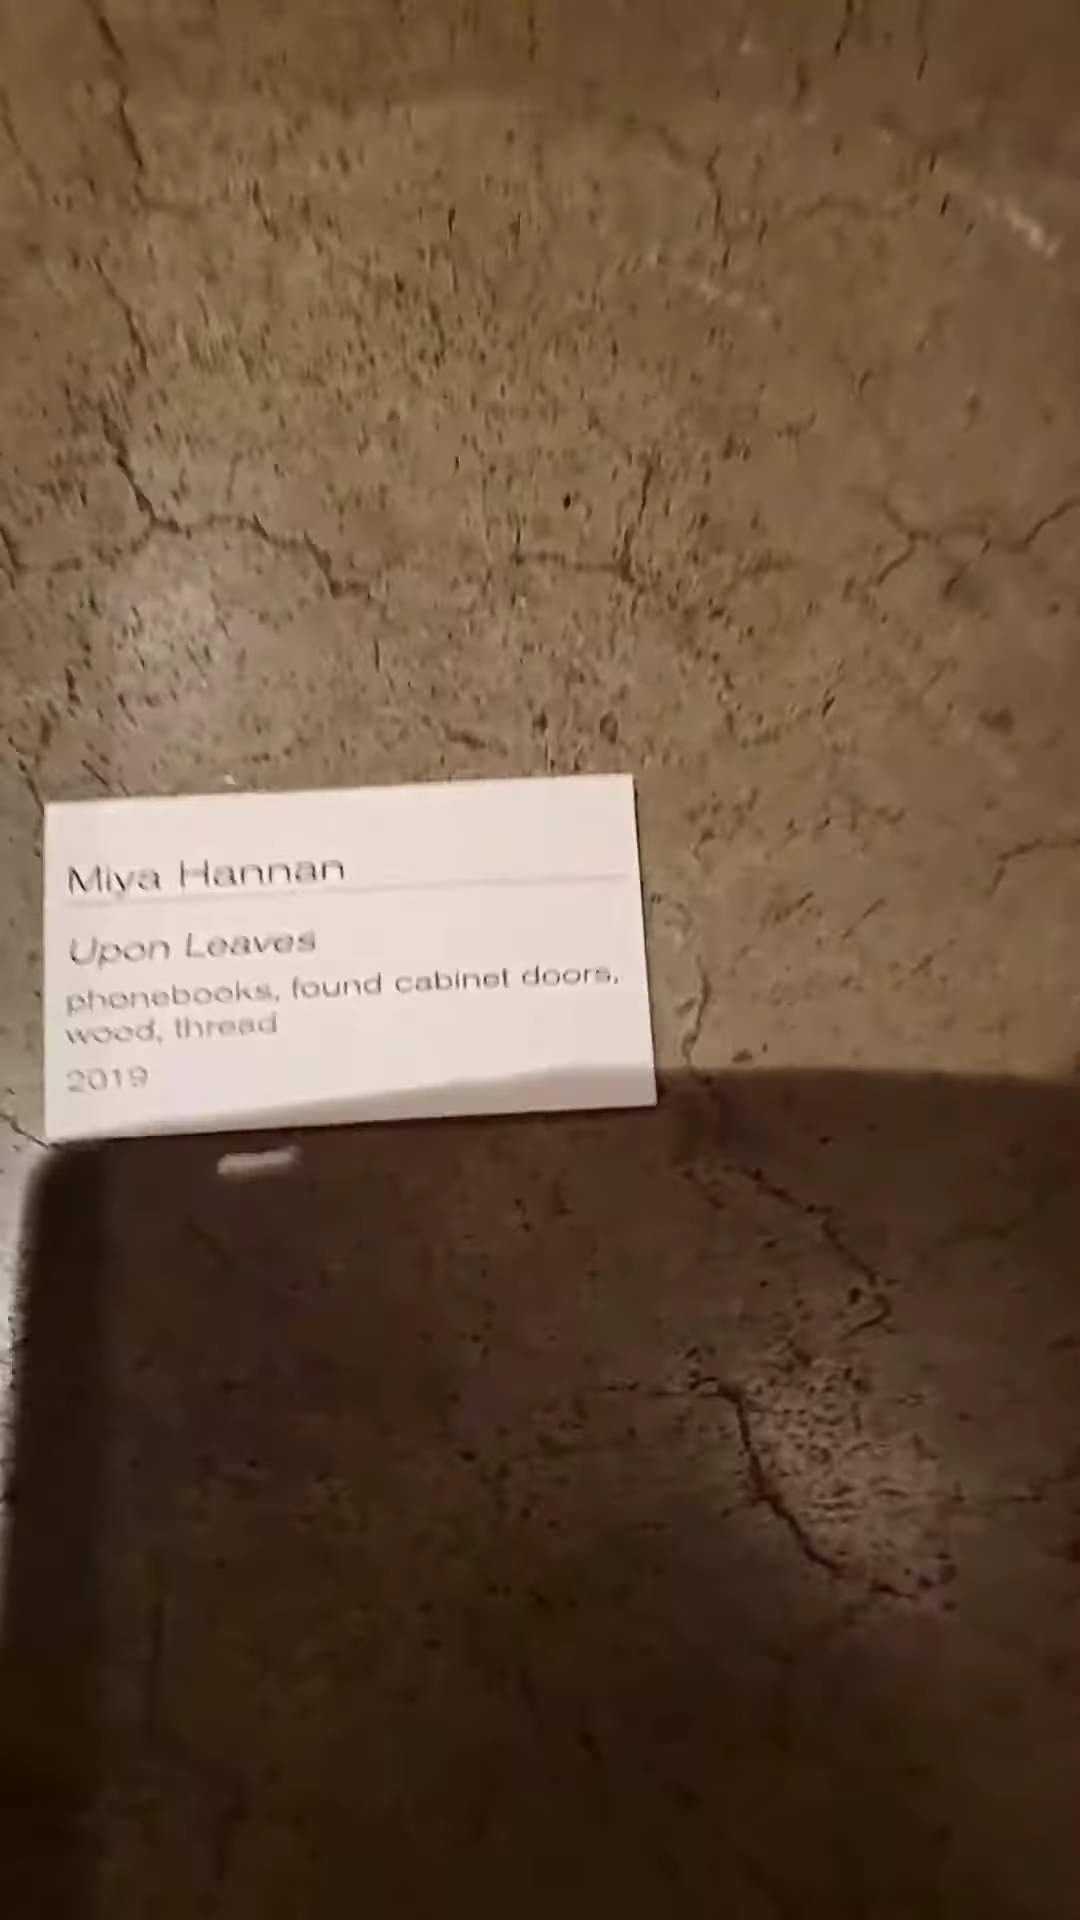 Miya Hannan
Upon Leaves
phonebooks, found cabinet doors,
wood, thread
2019